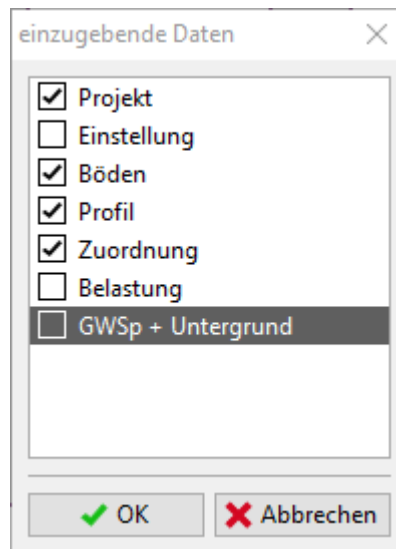 einzugebende Daten
Projekt
Einstellung
Böden
Profil
Zuordnung
Belastung
GWSp + Untergrund
OK
Abbrechen